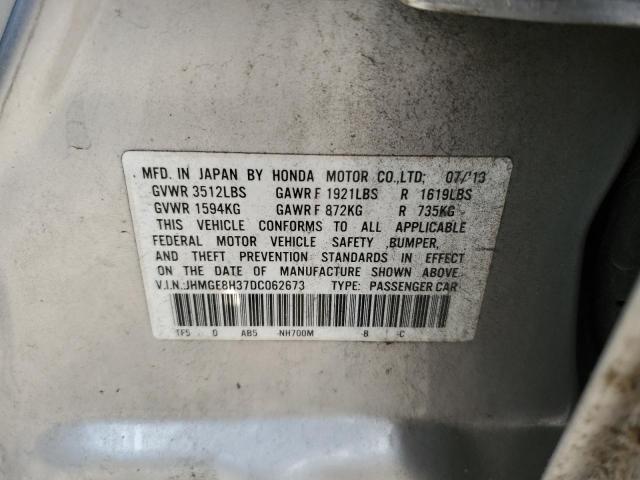 MFD. IN JAPAN BY HONDA MOTOR CO.,LTD; 07/13
GVWR 3512LBS GAWR F 1921LBS R 1619LBS
GVWR 1594KG GAWR F 872KG R 735KG
THIS VEHICLE CONFORMS TO ALL APPLICABLE
FEDERAL MOTOR VEHICLE SAFETY ,BUMPER,
AND THEFT PREVENTION STANDARDS IN EFFECT
ON THE DATE OF MANUFACTURE SHOWN ABOVE.
V.I.N.:JHMGE8H37DC062673 TYPE: PASSENGER CAR
TF5 0 AB5 -NH700M -B -C